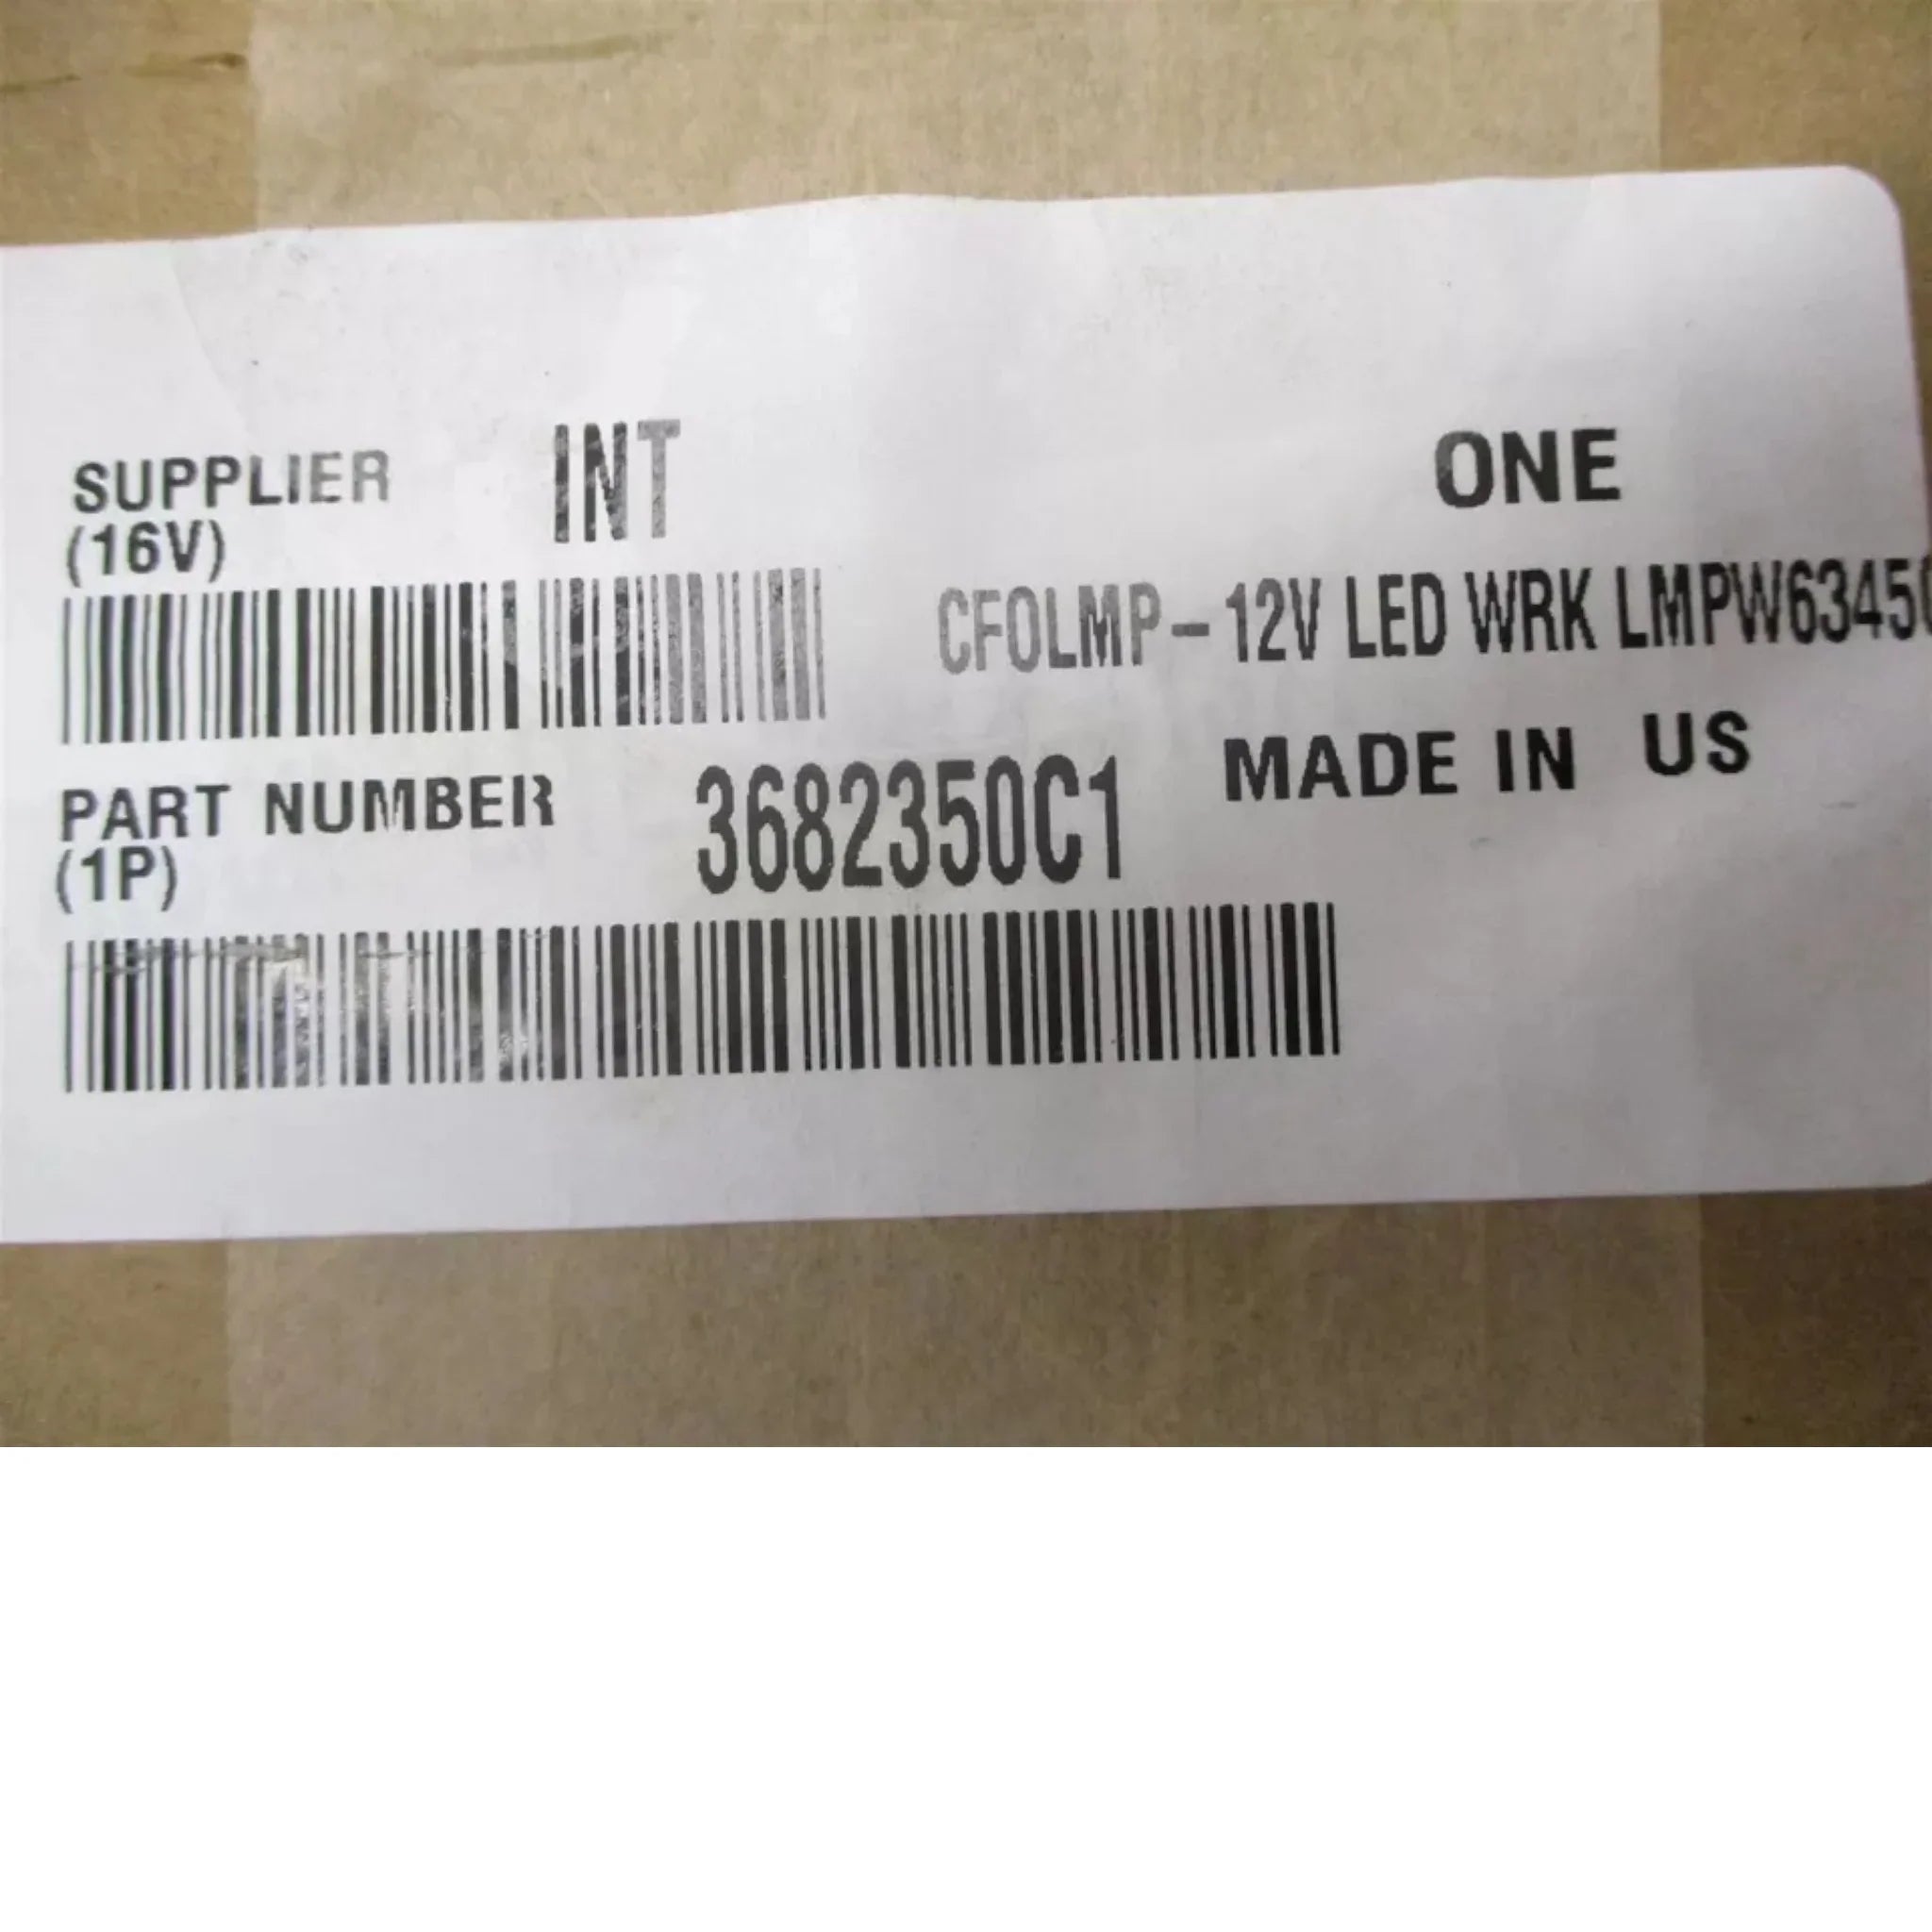 SUPPLIER INT ONE
(16V)
CFOLMP-12V LED WRK LMPW6345
PART NUMBER 3682350C1 MADE IN US
(1P)